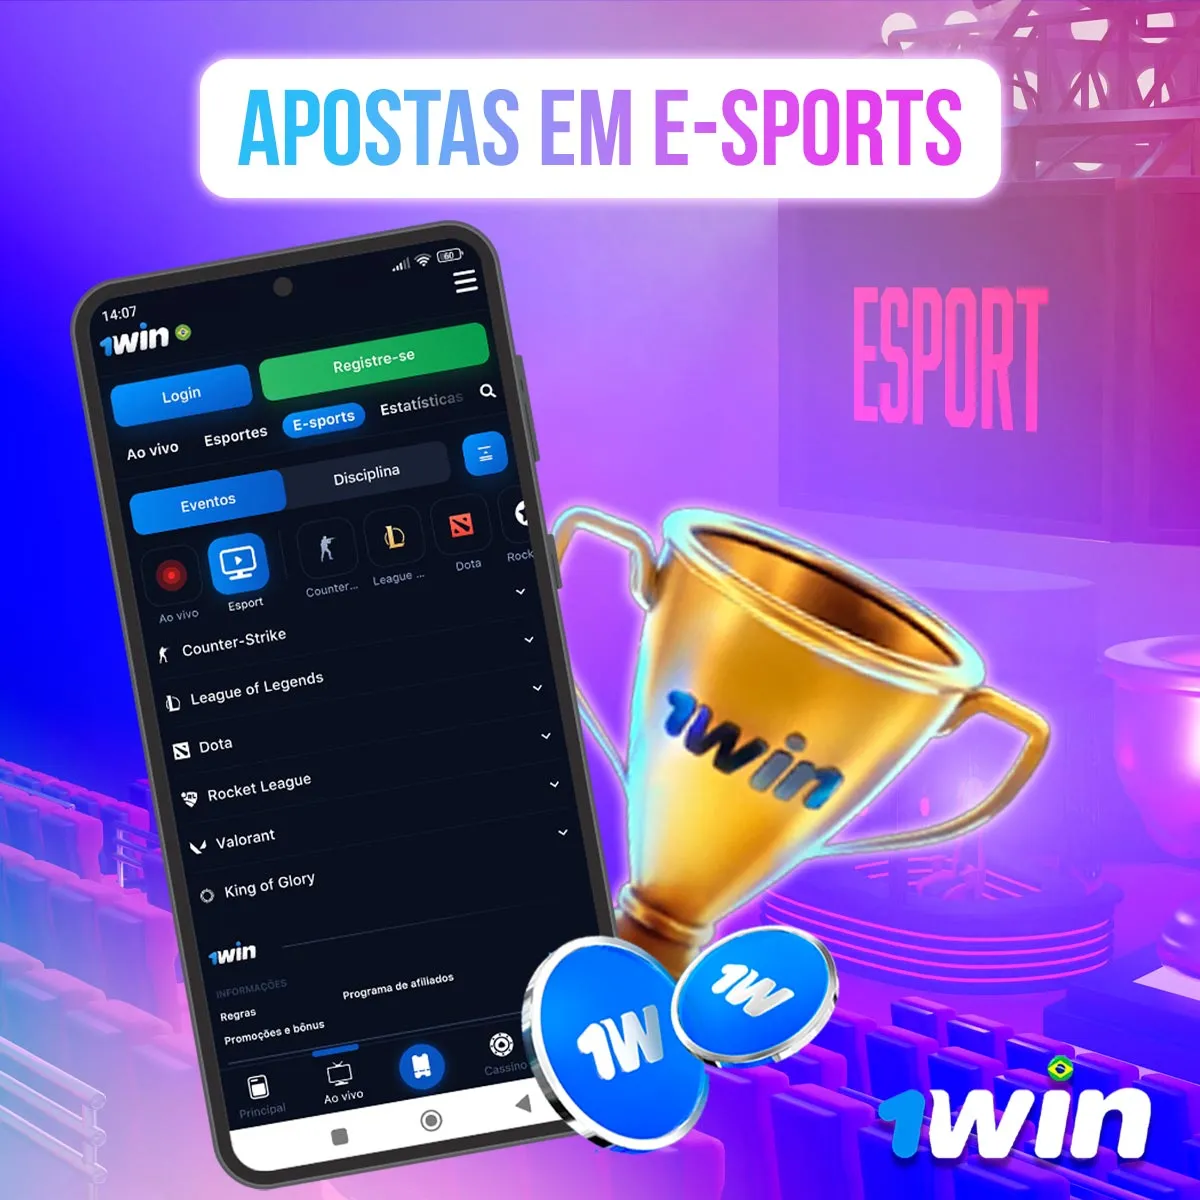 APOSTAS EM E-SPORTS
ESPORT
14:07
60
1win
Login
Registre-se
Ao vivo
Esportes
E-sports
Estatísticas
Eventos
Disciplina
Ao vivo
Esport
Counter...
League ...
Dota
Rock
Counter-Strike
League of Legends
Dota
Rocket League
Valorant
King of Glory
1win
INFORMAÇÕES
Regras
Programa de afiliados
Promoções e bônus
Principal
Ao vivo
Cassino
1win
1W
1W
1win